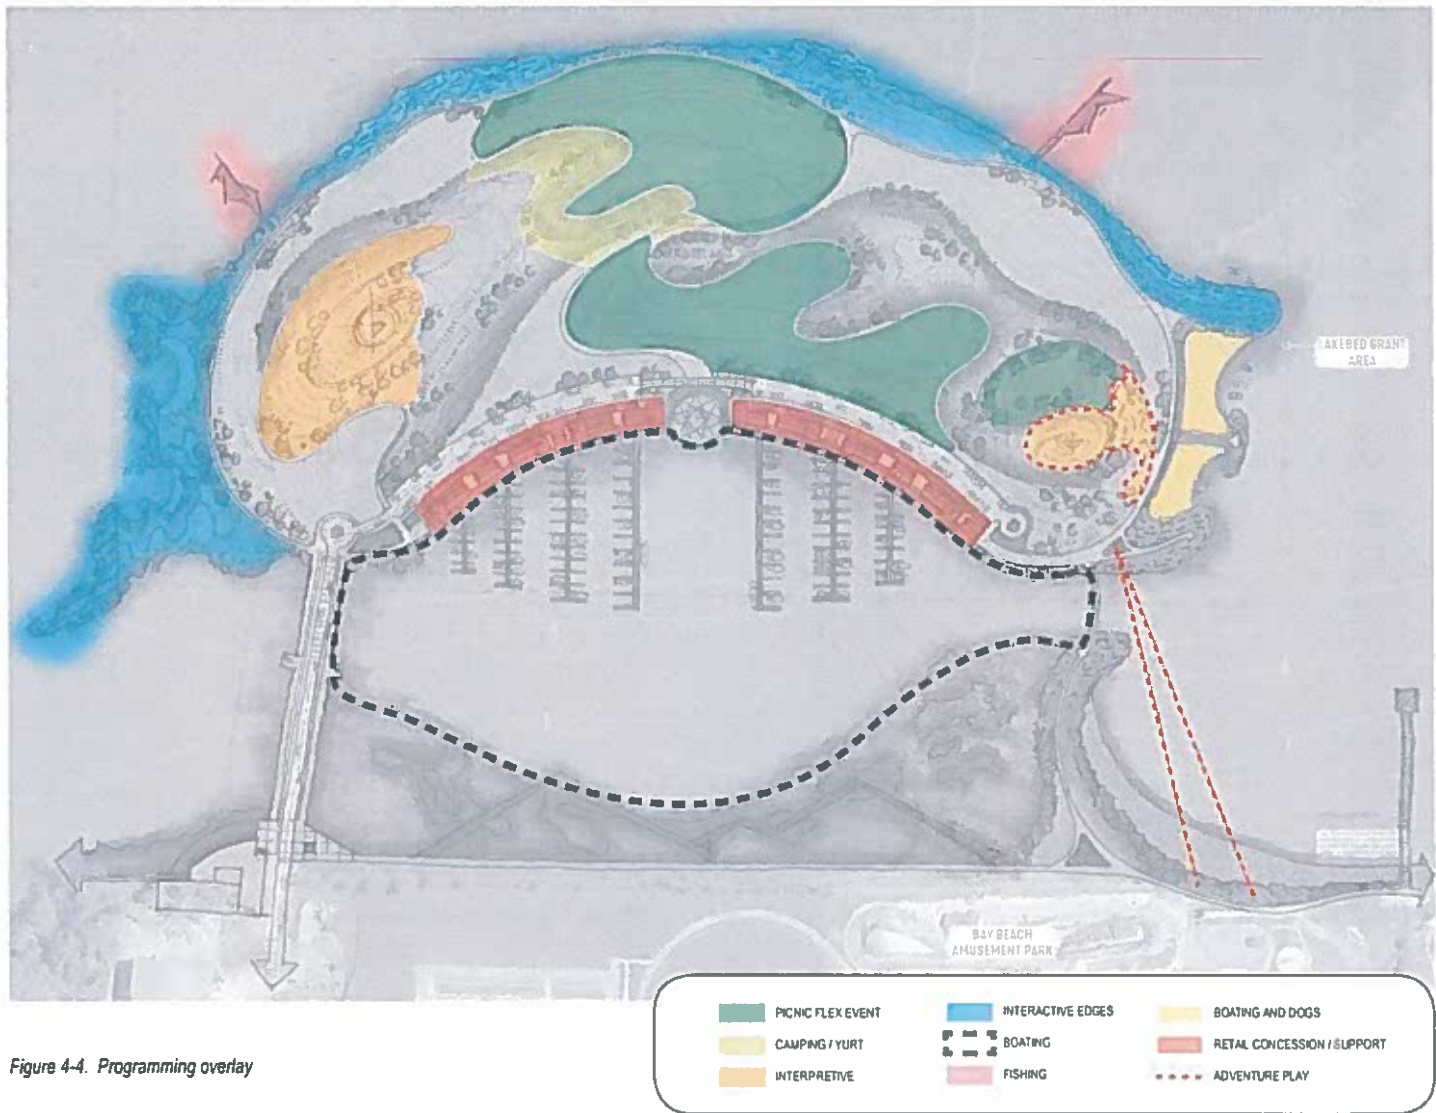 LAKEBED GRANT
AREA
BAY BEACH
AMUSEMENT PARK
PICNIC FLEX EVENT
CAMPING / YURT
INTERPRETIVE
INTERACTIVE EDGES
BOATING
FISHING
BOATING AND DOGS
RETAIL CONCESSION / SUPPORT
ADVENTURE PLAY
Figure 4-4. Programming overlay